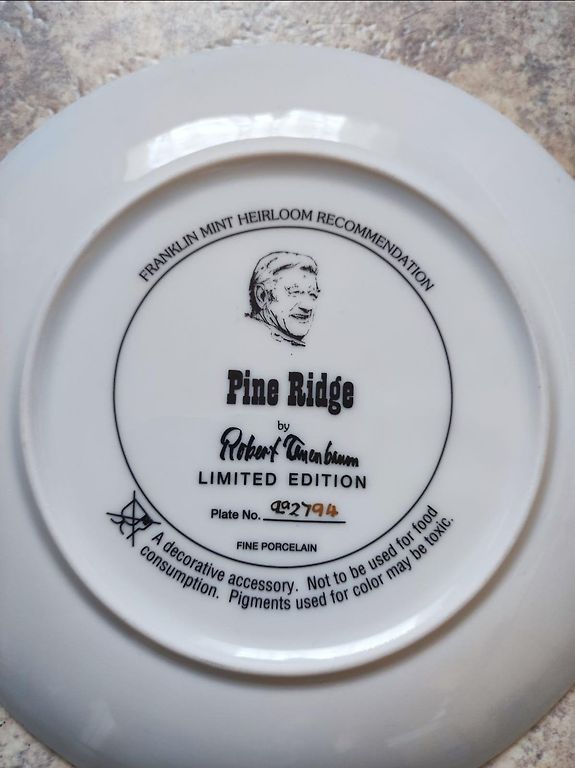 FRANKLIN MINT HEIRLOOM RECOMMENDATION
Pine Ridge
by
Robert Tanenbaum
LIMITED EDITION
Plate No. QA2794
FINE PORCELAIN
A decorative accessory. Not to be used for food
consumption. Pigments used for color may be toxic.